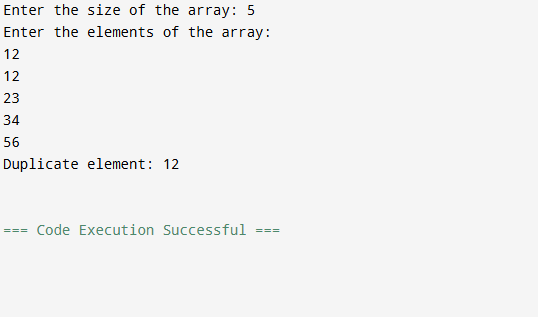 Enter the size of the array: 5
Enter the elements of the array:
12
12
23
34
56
Duplicate element: 12
=== Code Execution Successful ===